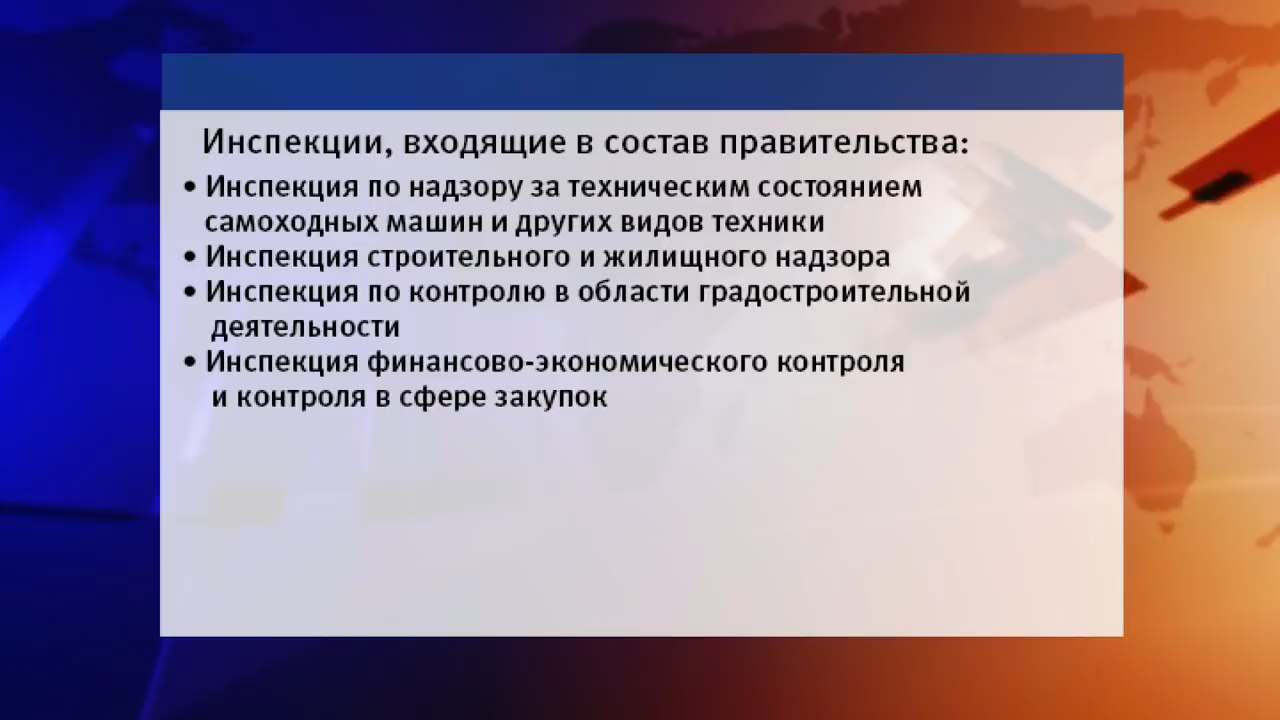 Инспекции, входящие в состав правительства:
• Инспекция по надзору за техническим состоянием
самоходных машин и других видов техники
• Инспекция строительного и жилищного надзора
• Инспекция по контролю в области градостроительной
деятельности
• Инспекция финансово-экономического контроля
и контроля в сфере закупок